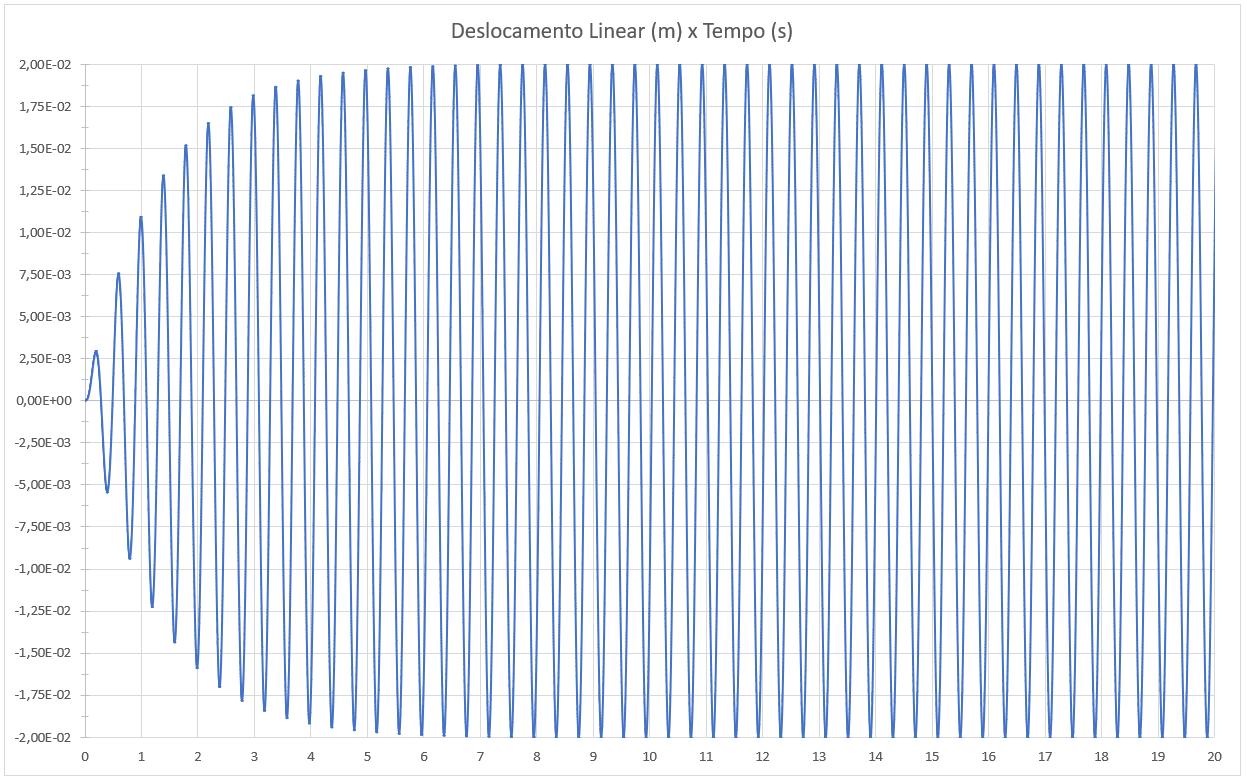 Deslocamento Linear (m) x Tempo (s)
2,00E-02
1,75E-02
1,50E-02
1,25E-02
1,00E-02
7,50E-03
5,00E-03
2,50E-03
0,00E+00
-2,50E-03
-5,00E-03
-7,50E-03
-1,00E-02
-1,25E-02
-1,50E-02
-1,75E-02
-2,00E-02
0 1 2 3 4 5 6 7 8 9 10 11 12 13 14 15 16 17 18 19 20